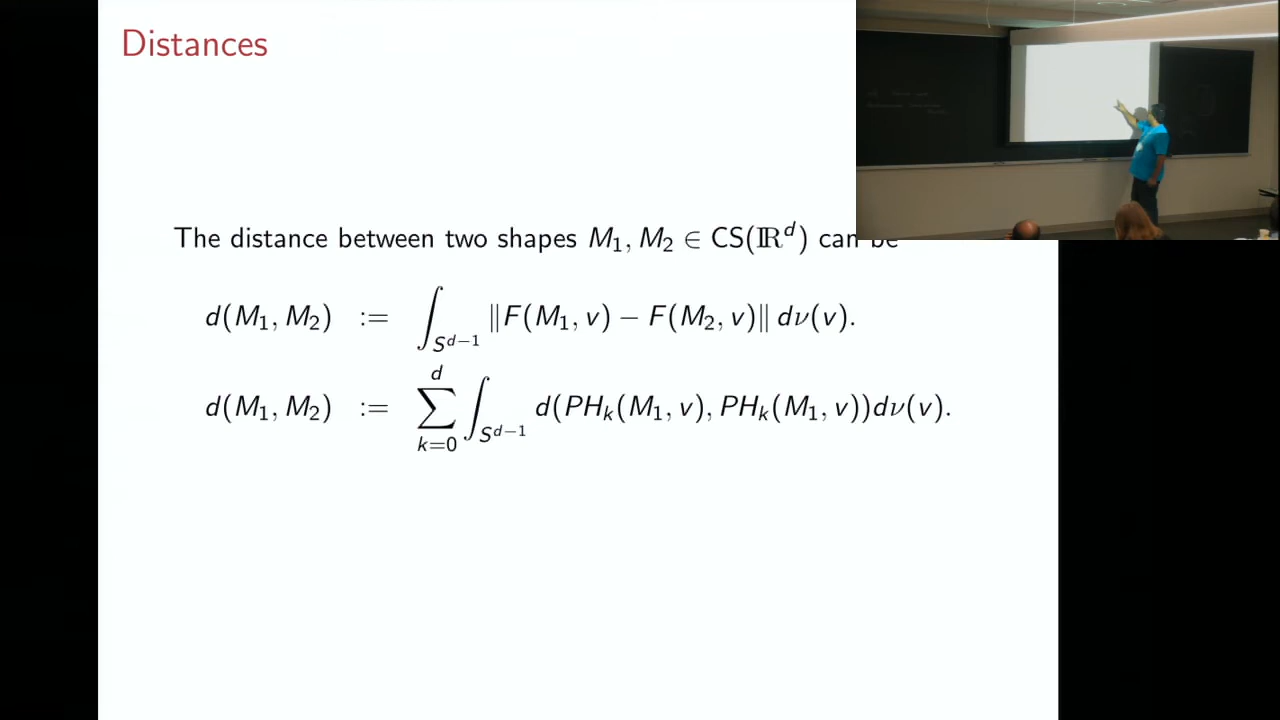 Distances
The distance between two shapes M₁, M₂ ∈ CS(ℝᵈ) can be
d(M₁, M₂) := ∫_{S^{d−1}} ‖F(M₁, v) − F(M₂, v)‖ dν(v).
d(M₁, M₂) := ∑_{k=0}^{d} ∫_{S^{d−1}} d(PH_k(M₁, v), PH_k(M₁, v))dν(v).